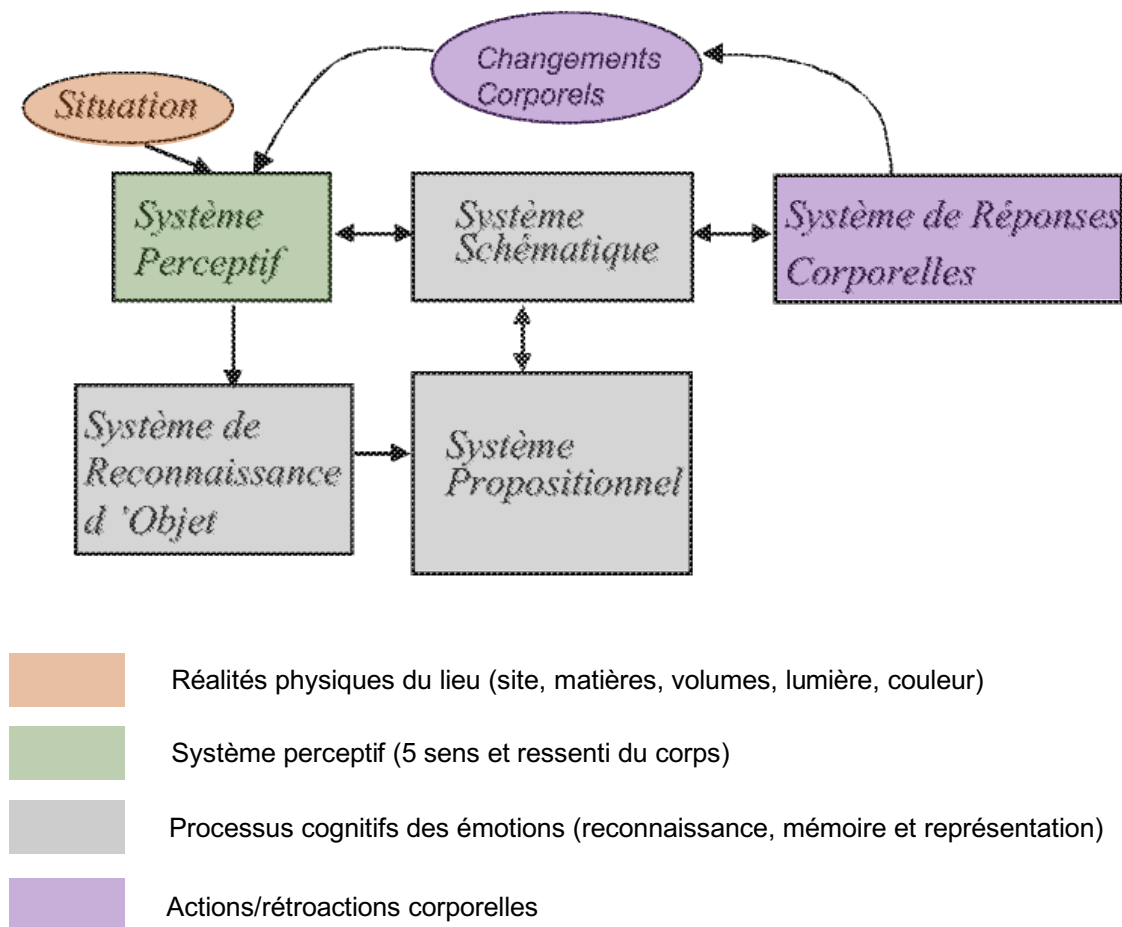 Changements
Corporels
Situation
Système
Perceptif
Système
Schématique
Système de Réponses
Corporelles
Système de
Reconnaissance
d 'Objet
Système
Propositionnel
Réalités physiques du lieu (site, matières, volumes, lumière, couleur)
Système perceptif (5 sens et ressenti du corps)
Processus cognitifs des émotions (reconnaissance, mémoire et représentation)
Actions/rétroactions corporelles